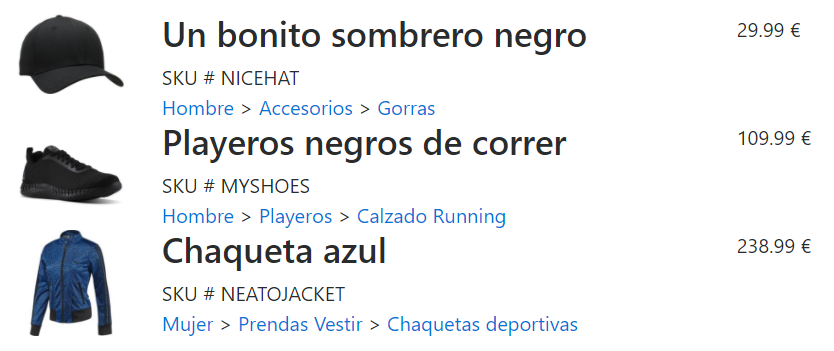 Un bonito sombrero negro
29.99 €
SKU # NICEHAT
Hombre > Accesorios > Gorras
Playeros negros de correr
109.99 €
SKU # MYSHOES
Hombre > Playeros > Calzado Running
Chaqueta azul
238.99 €
SKU # NEATOJACKET
Mujer > Prendas Vestir > Chaquetas deportivas